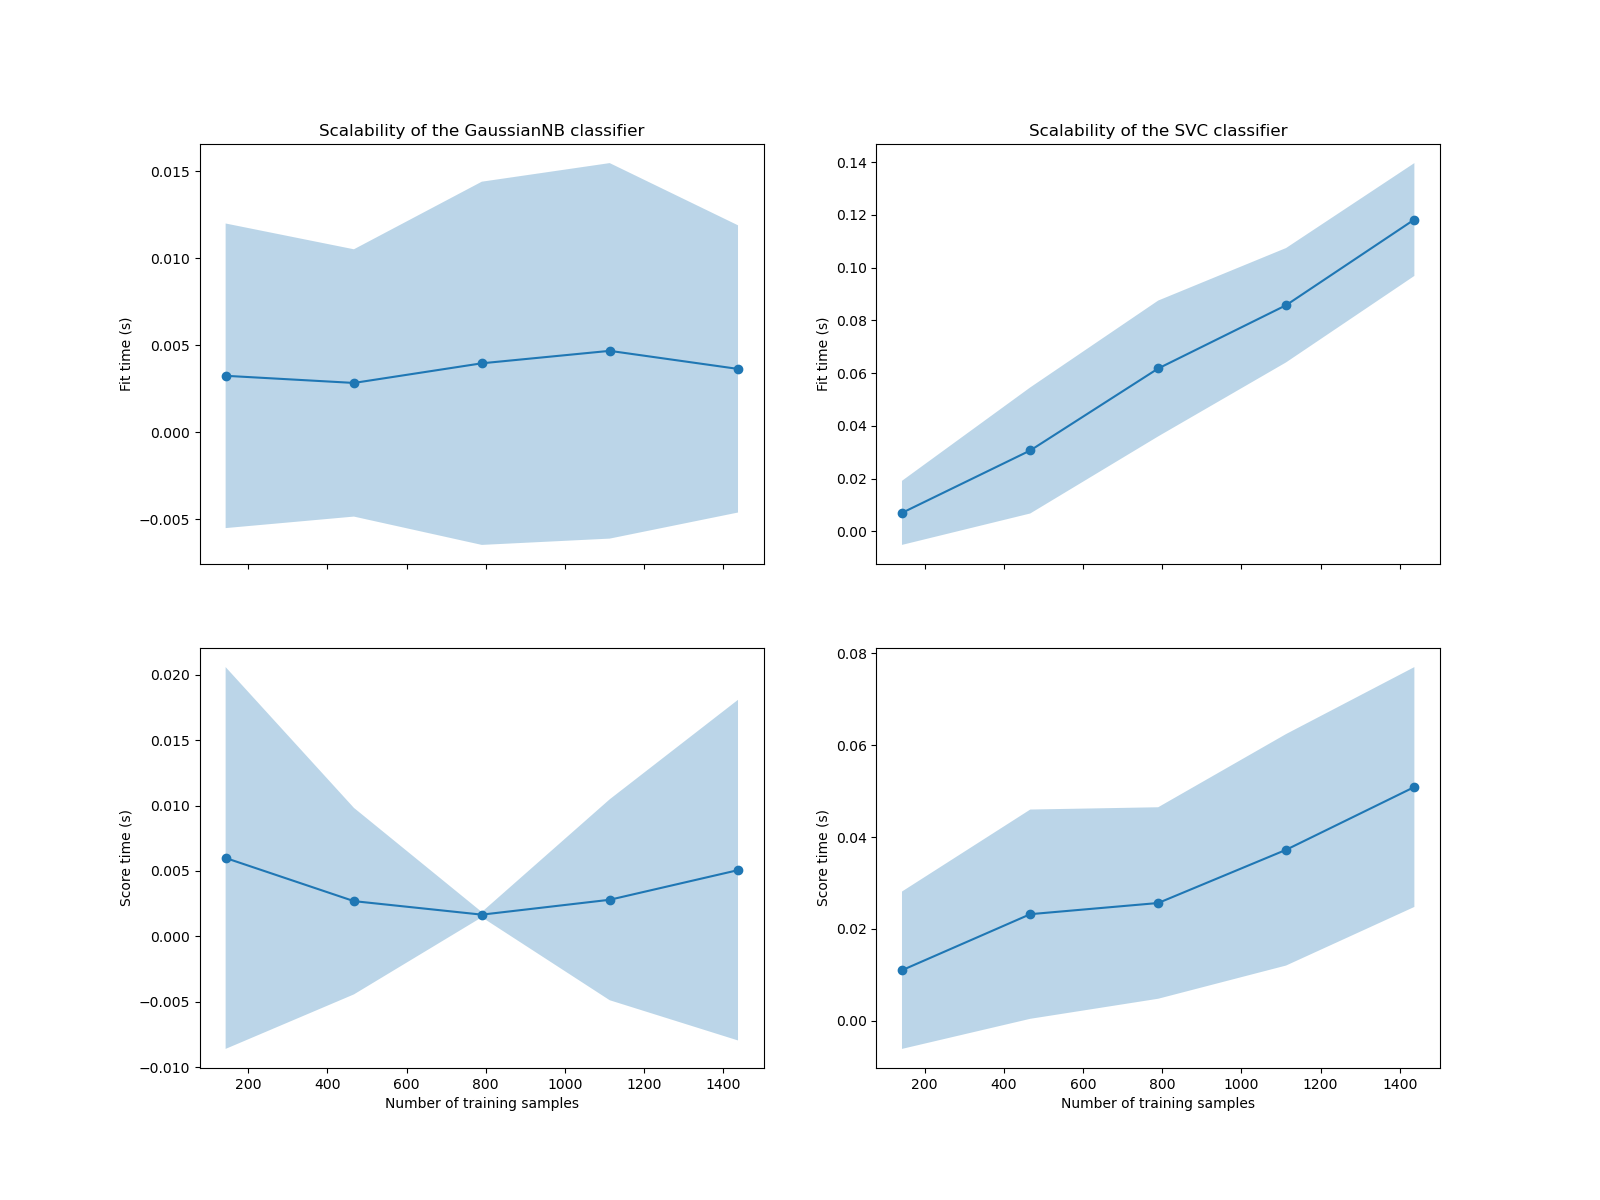 Scalability of the GaussianNB classifier
0.015
0.010
0.005
0.000
−0.005
Fit time (s)
Scalability of the SVC classifier
0.14
0.12
0.10
0.08
0.06
0.04
0.02
0.00
Fit time (s)
0.020
0.015
0.010
0.005
0.000
−0.005
−0.010
Score time (s)
200 400 600 800 1000 1200 1400
Number of training samples
0.08
0.06
0.04
0.02
0.00
Score time (s)
200 400 600 800 1000 1200 1400
Number of training samples